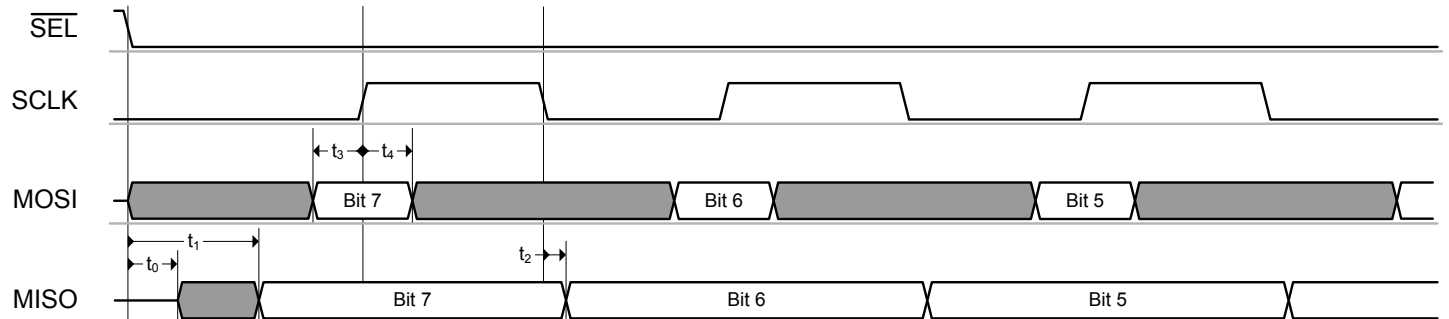 SEL
SCLK
t₃ t₄
MOSI Bit 7 Bit 6 Bit 5
t₁
t₂
t₀
MISO Bit 7 Bit 6 Bit 5